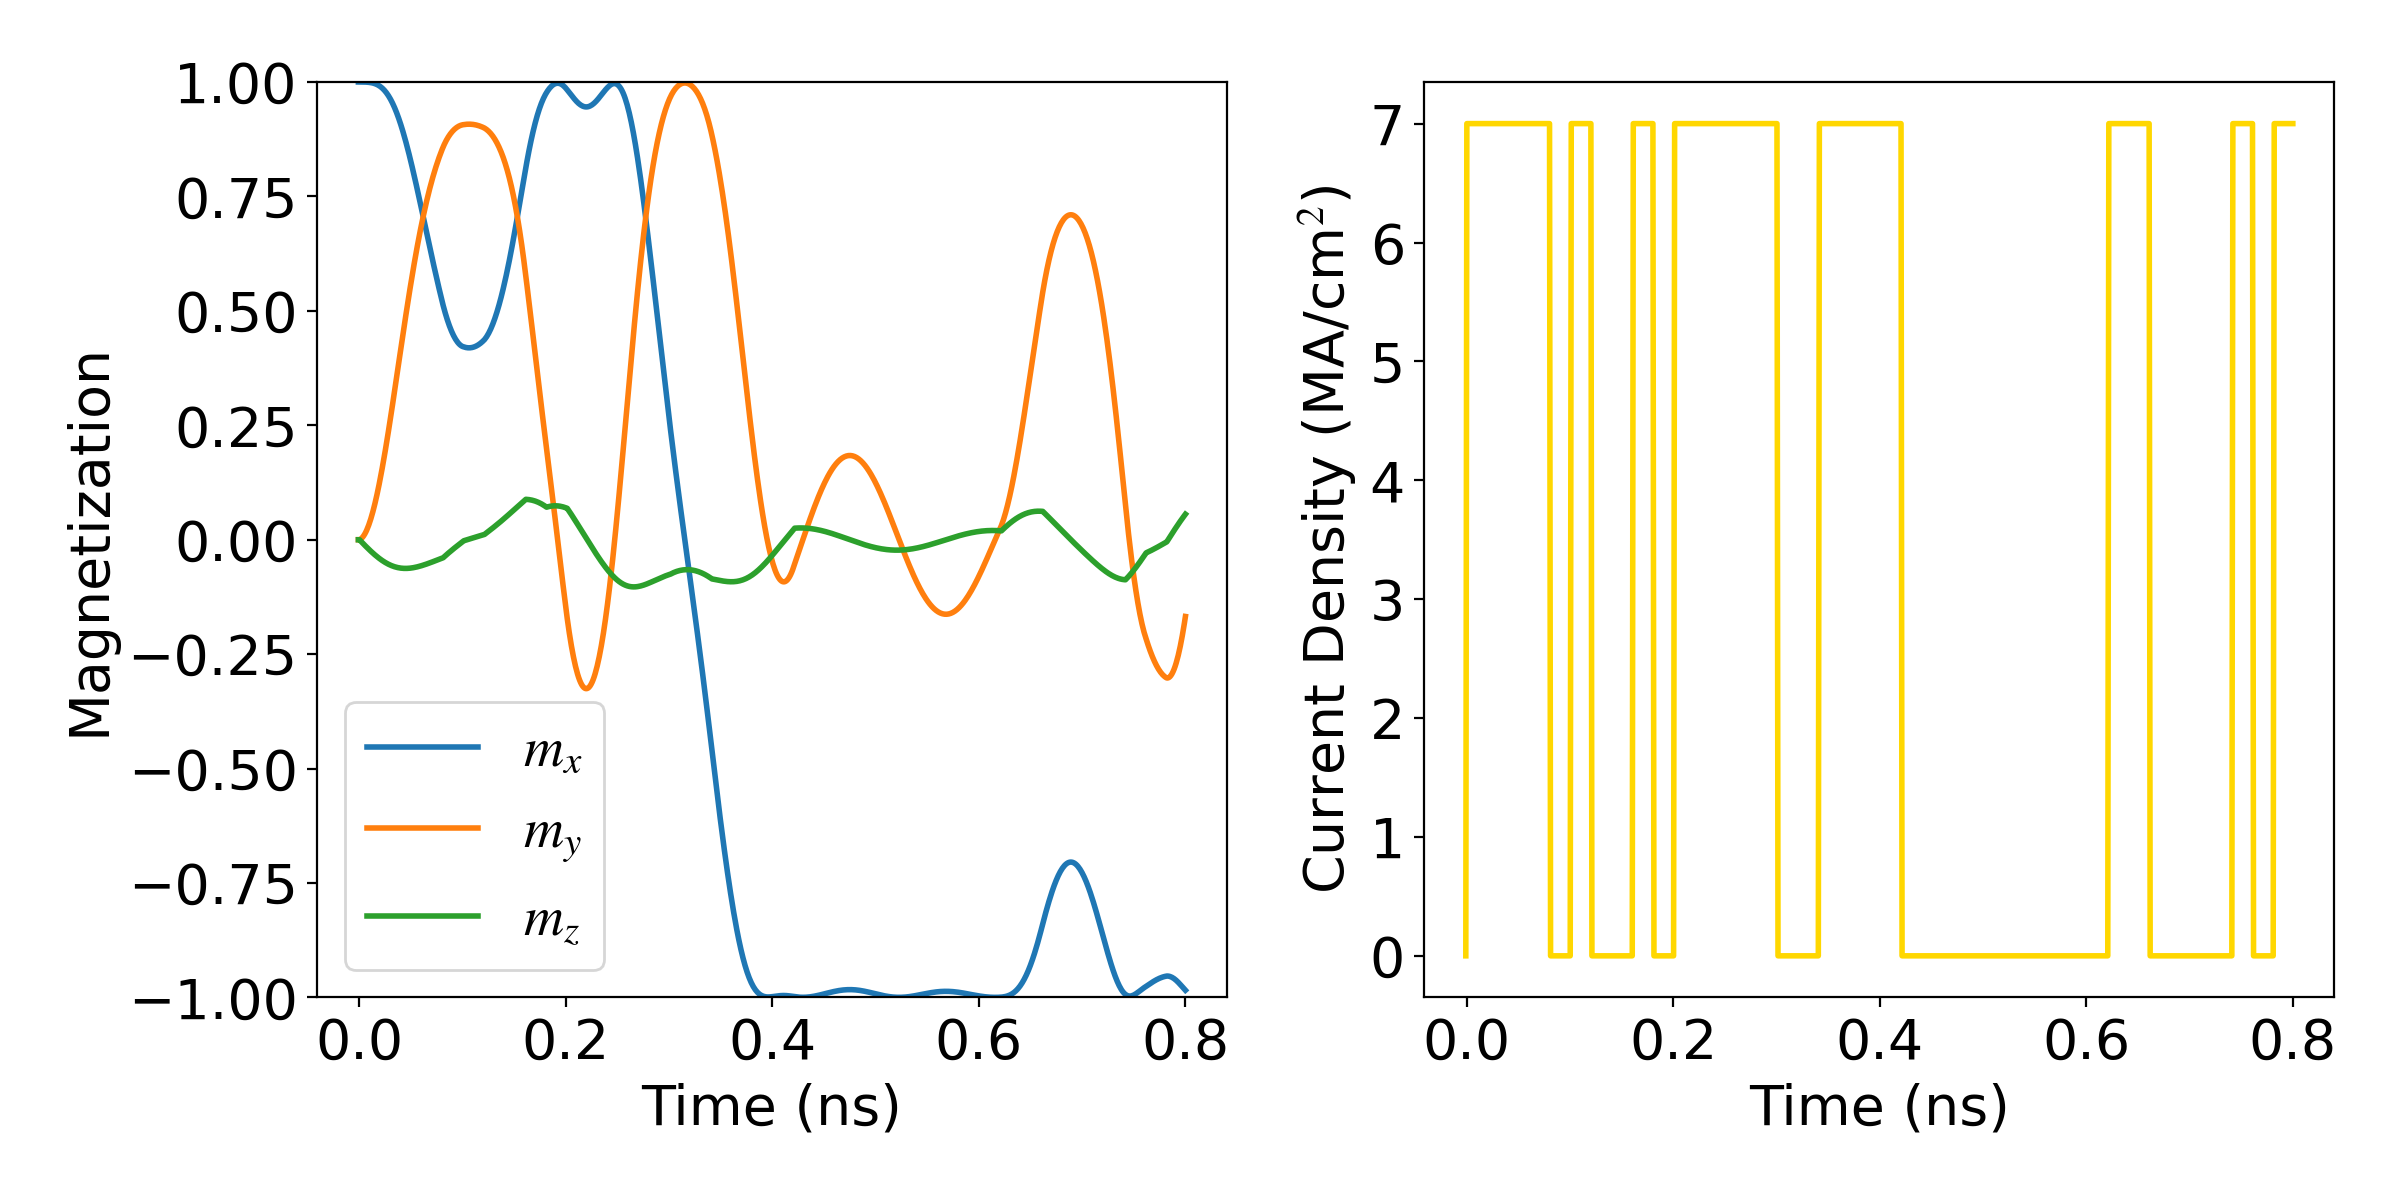 Magnetization
1.00
0.75
0.50
0.25
0.00
−0.25
−0.50
−0.75
−1.00
m_x
m_y
m_z
0.0 0.2 0.4 0.6 0.8
Time (ns)
Current Density (MA/cm²)
7
6
5
4
3
2
1
0
0.0 0.2 0.4 0.6 0.8
Time (ns)